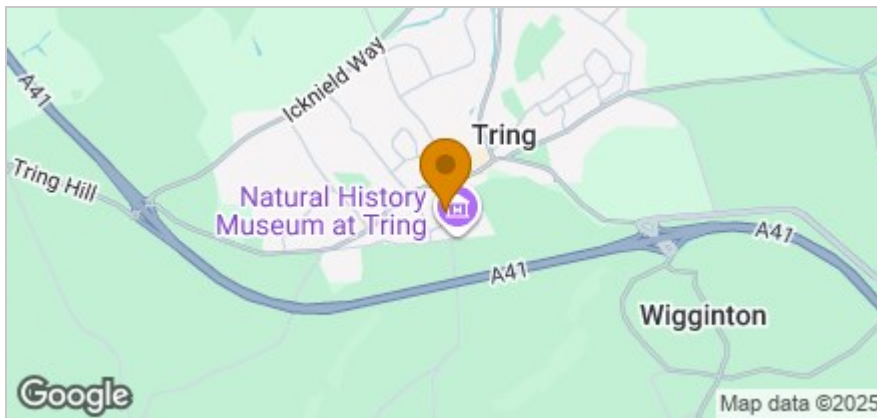 A41
Icknield Way
Tring
Tring Hill
Natural History
Museum at Tring
A41
A41
Wigginton
Google
Map data ©2025